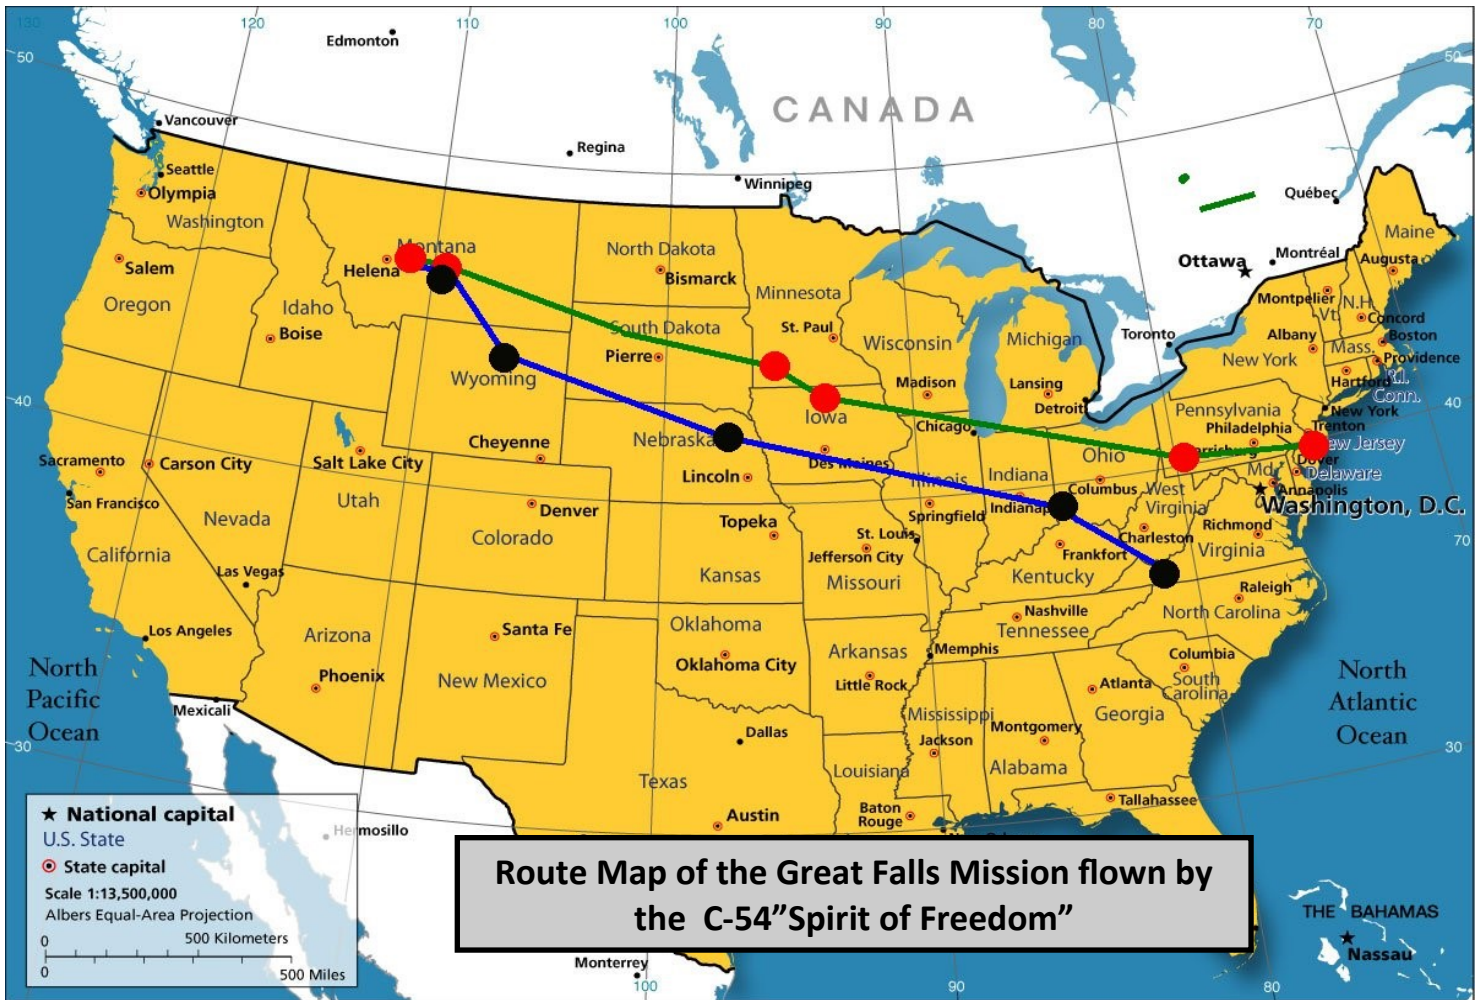 130
120
110
100
90
80
70
50
50
Edmonton
CANADA
Vancouver
Regina
Winnipeg
Québec
Seattle
Olympia
Washington
Maine
Montana
North Dakota
Ottawa
Montréal
Augusta
Salem
Helena
Bismarck
Minnesota
Montpelier
N.H.
Vt.
Oregon
Idaho
Concord
Boise
South Dakota
St. Paul
Wisconsin
Michigan
Toronto
Albany
Boston
Mass.
Pierre
New York
Providence
Wyoming
Madison
Lansing
Hartford
R.I.
Conn.
40
Detroit
40
Iowa
Pennsylvania
New York
Chicago
Philadelphia
Trenton
Cheyenne
Nebraska
Ohio
Sacramento
Carson City
Salt Lake City
Des Moines
Md.
Dover
Delaware
Lincoln
Illinois
Indiana
Columbus
West
Virginia
Annapolis
San Francisco
Utah
Denver
Springfield
Washington, D.C.
Nevada
Topeka
Richmond
Colorado
St. Louis
Charleston
70
California
Jefferson City
Frankfort
Virginia
Las Vegas
Kansas
Missouri
Kentucky
Raleigh
North Carolina
Nashville
Los Angeles
Arizona
Santa Fe
Oklahoma
Tennessee
Memphis
Columbia
North
Pacific
Ocean
Phoenix
New Mexico
Oklahoma City
Arkansas
Little Rock
Atlanta
South
Carolina
North
Atlantic
Ocean
Mexicali
Mississippi
Montgomery
Georgia
30
Dallas
Jackson
30
Texas
Louisiana
Alabama
Tallahassee
Austin
Baton
Rouge
Hermosillo
★ National capital
U.S. State
State capital
Scale 1:13,500,000
Albers Equal-Area Projection
0
500 Kilometers
0
500 Miles
Route Map of the Great Falls Mission flown by
the C-54”Spirit of Freedom”
THE BAHAMAS
Nassau
Monterrey
100
90
80